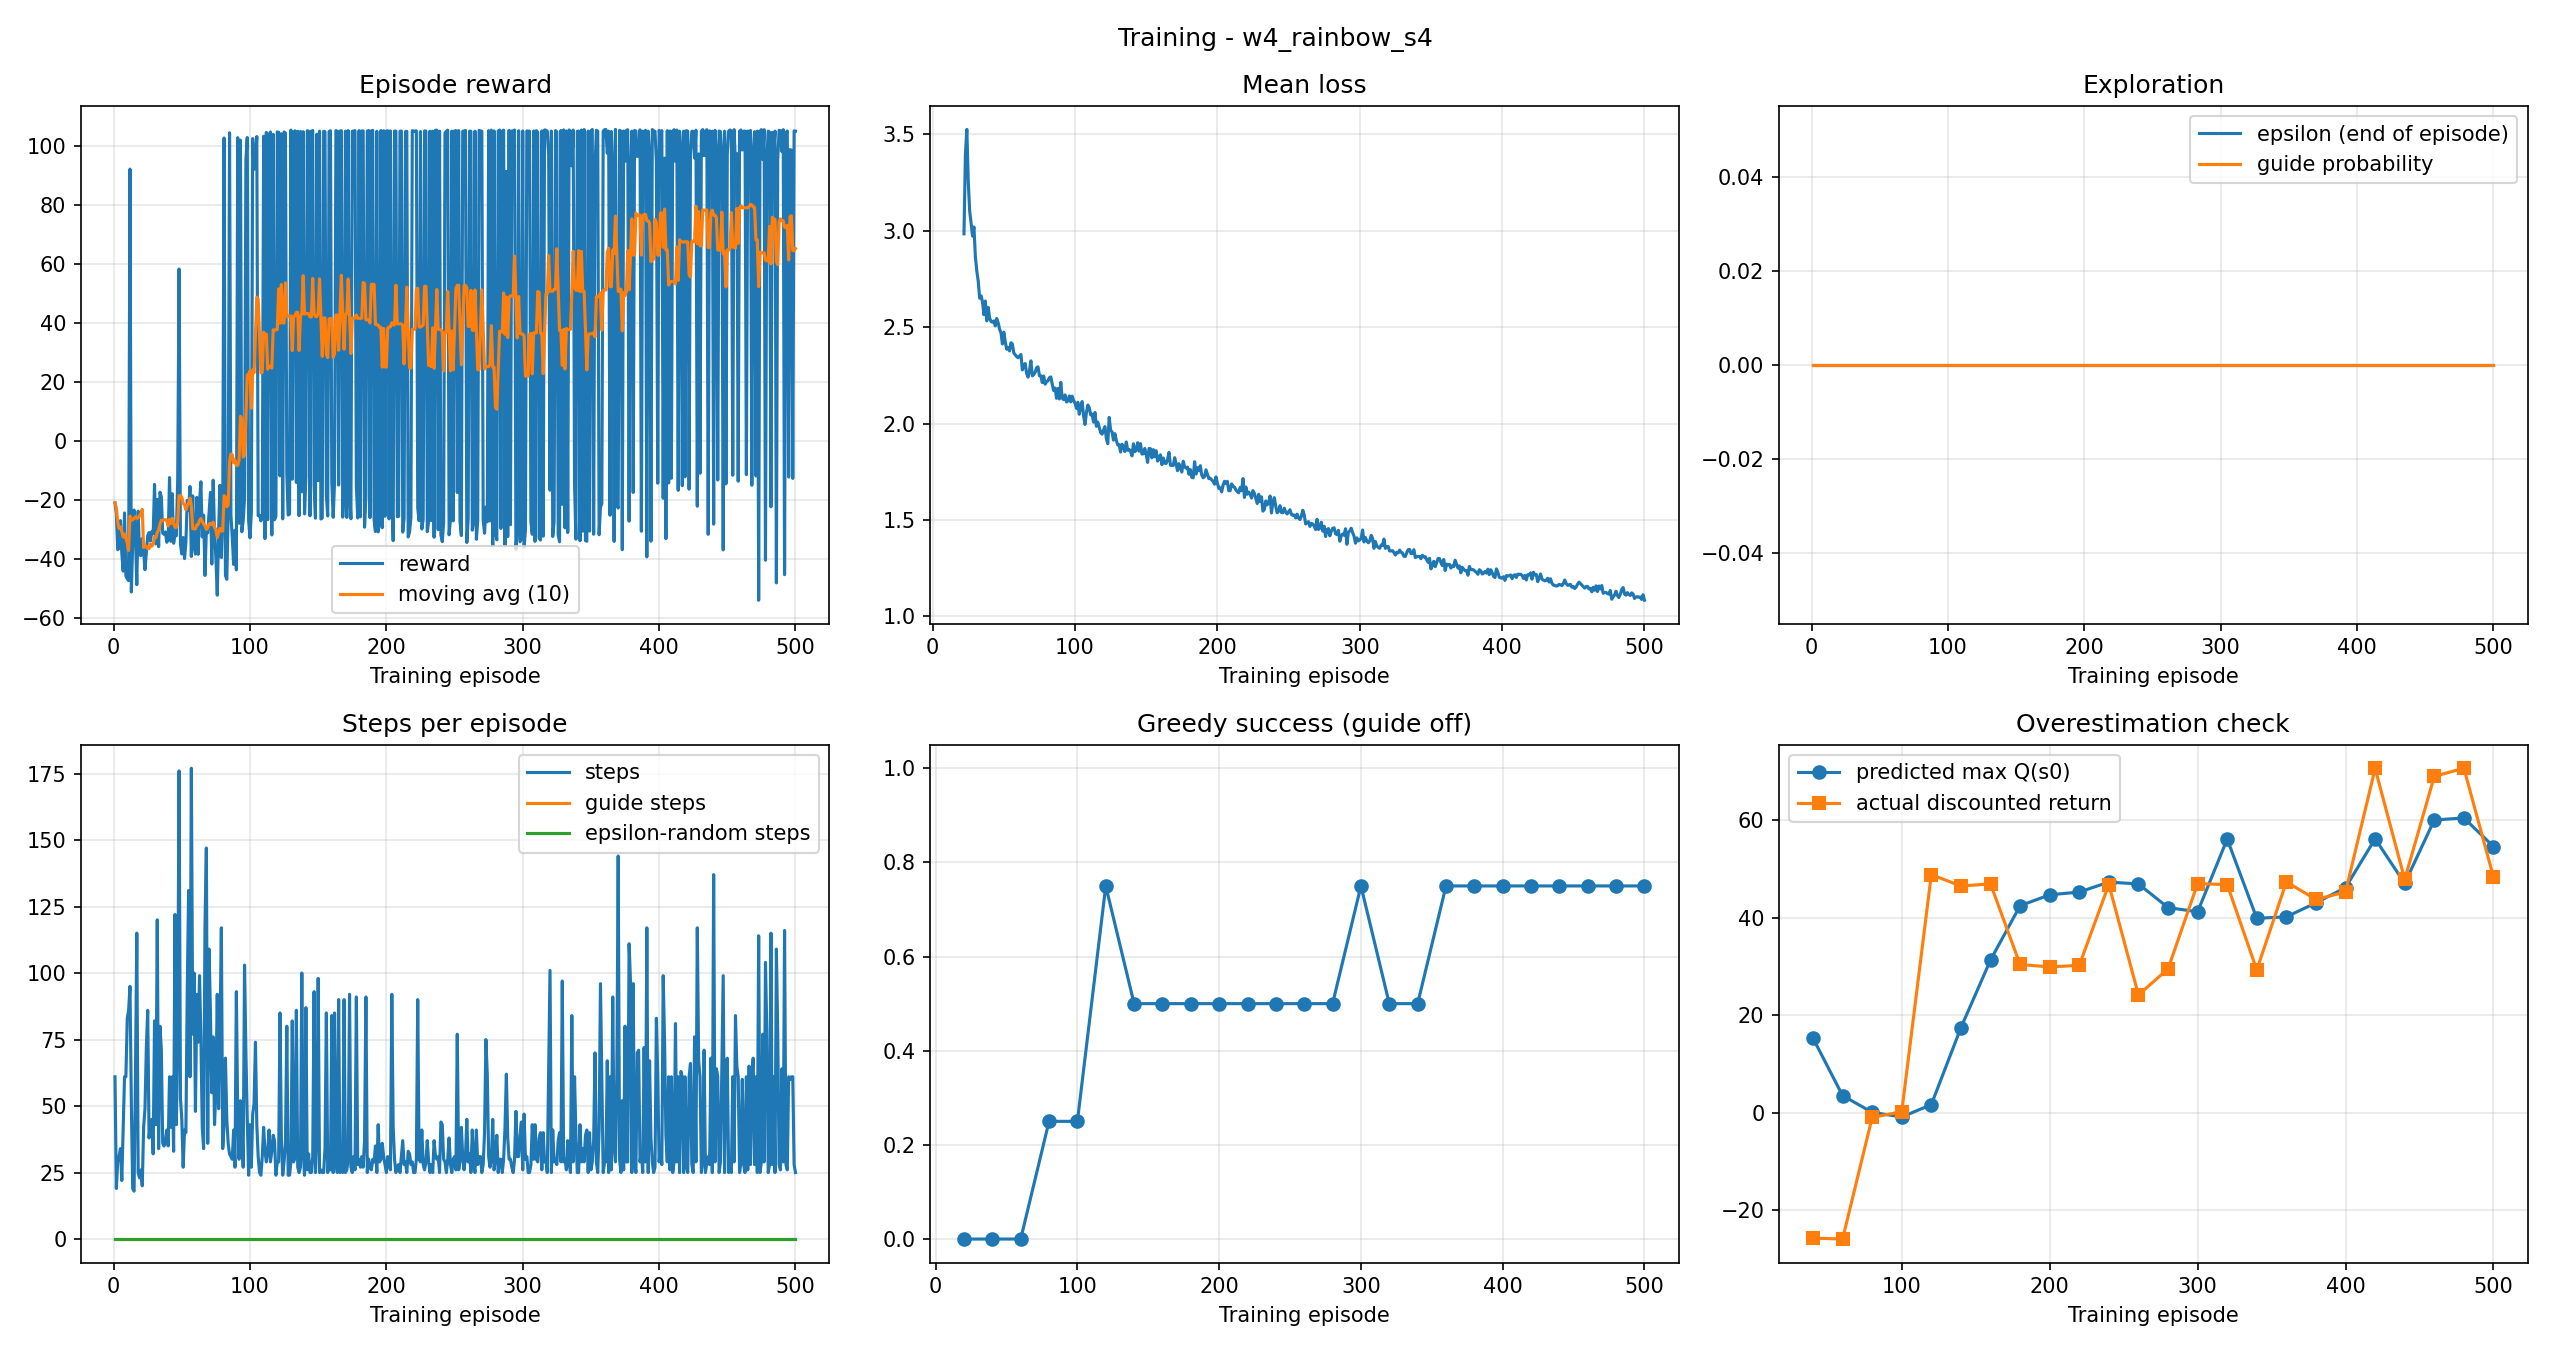 Training - w4_rainbow_s4
Episode reward
100
80
60
40
20
0
−20
−40
−60
reward
moving avg (10)
0 100 200 300 400 500
Training episode
Mean loss
3.5
3.0
2.5
2.0
1.5
1.0
0 100 200 300 400 500
Training episode
Exploration
epsilon (end of episode)
guide probability
0.04
0.02
0.00
−0.02
−0.04
0 100 200 300 400 500
Training episode
Steps per episode
steps
guide steps
epsilon-random steps
175
150
125
100
75
50
25
0
0 100 200 300 400 500
Training episode
Greedy success (guide off)
1.0
0.8
0.6
0.4
0.2
0.0
0 100 200 300 400 500
Training episode
Overestimation check
predicted max Q(s0)
actual discounted return
60
40
20
0
−20
100 200 300 400 500
Training episode